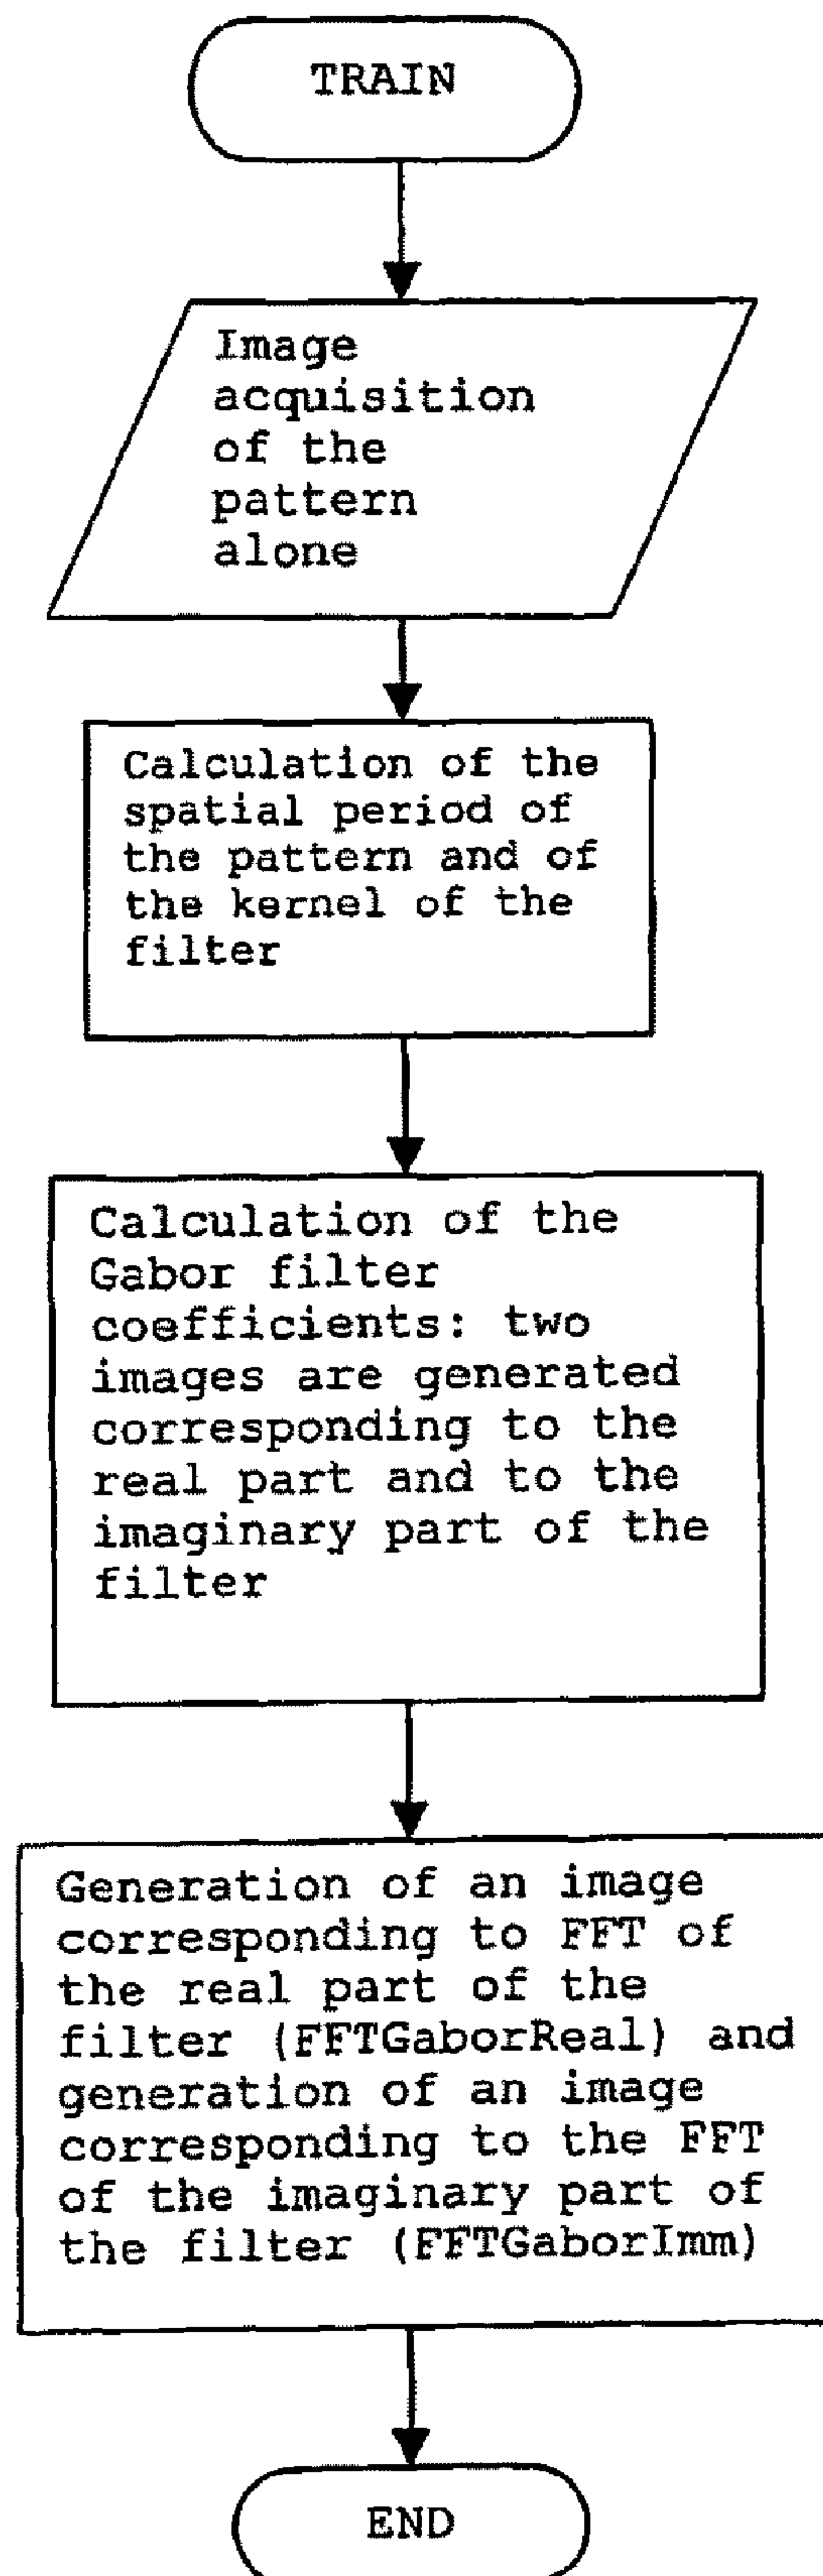 TRAIN
Image
acquisition
of the
pattern
alone
Calculation of the
spatial period of
the pattern and of
the kernel of the
filter
Calculation of the
Gabor filter
coefficients: two
images are generated
corresponding to the
real part and to the
imaginary part of the
filter
Generation of an image
corresponding to FFT of
the real part of the
filter (FFTGaborReal) and
generation of an image
corresponding to the FFT
of the imaginary part of
the filter (FFTGaborImm)
END